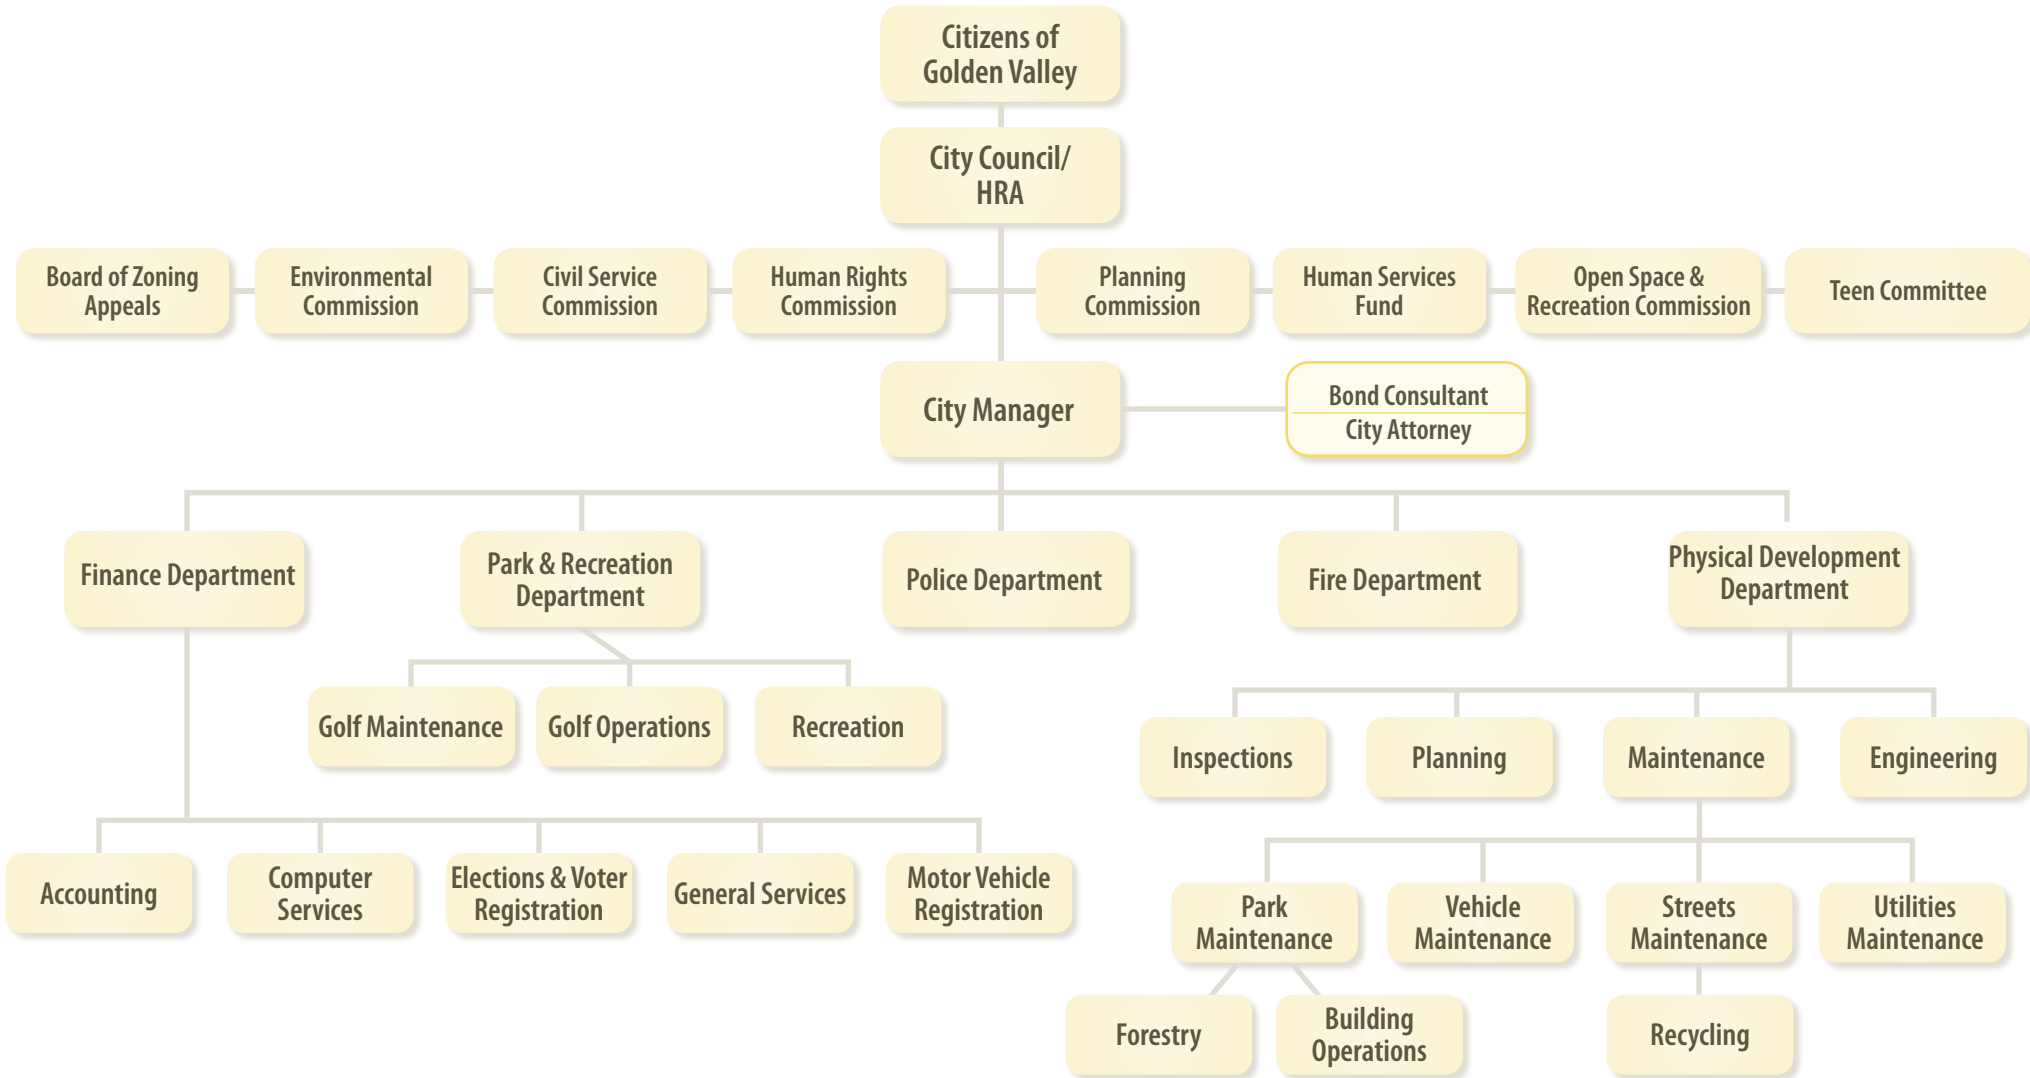 Citizens of
Golden Valley
City Council/
HRA
Board of Zoning
Appeals
Environmental
Commission
Civil Service
Commission
Human Rights
Commission
Planning
Commission
Human Services
Fund
Open Space &
Recreation Commission
Teen Committee
City Manager
Bond Consultant
City Attorney
Finance Department
Park & Recreation
Department
Police Department
Fire Department
Physical Development
Department
Golf Maintenance
Golf Operations
Recreation
Inspections
Planning
Maintenance
Engineering
Accounting
Computer
Services
Elections & Voter
Registration
General Services
Motor Vehicle
Registration
Park
Maintenance
Vehicle
Maintenance
Streets
Maintenance
Utilities
Maintenance
Forestry
Building
Operations
Recycling